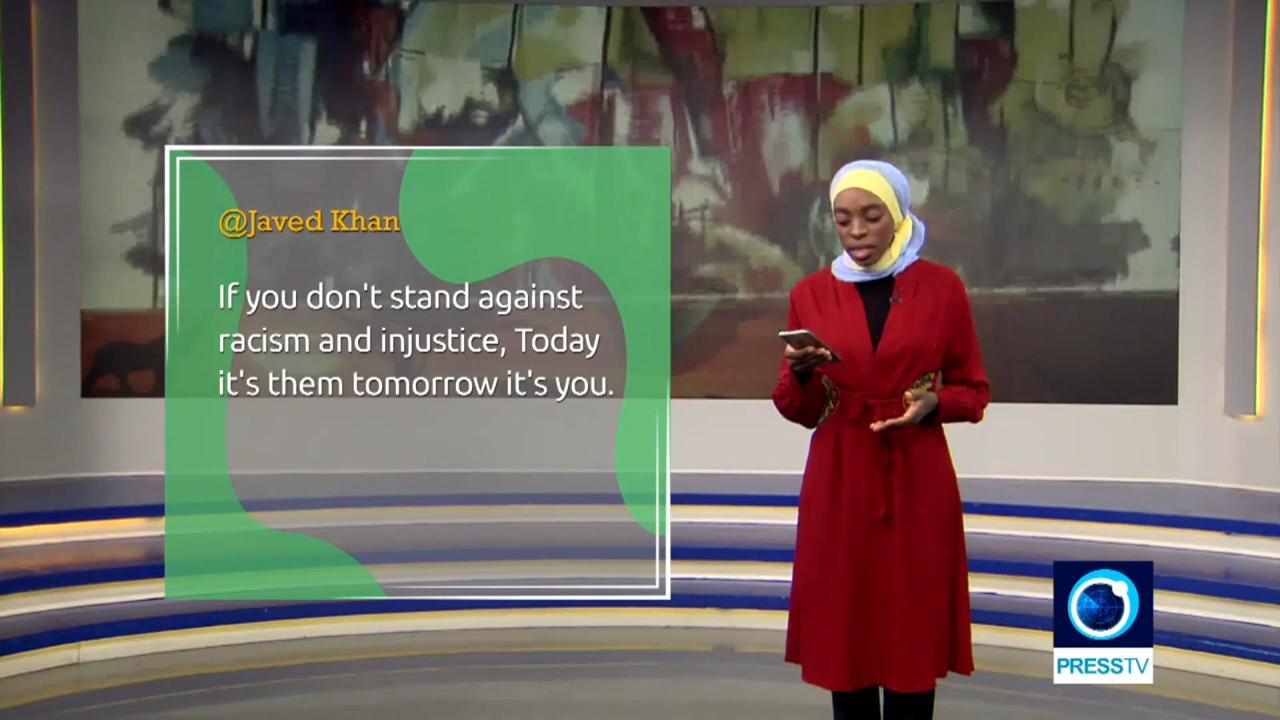 @Javed Khan
If you don't stand against
racism and injustice, Today
it's them tomorrow it's you.
PRESSTV